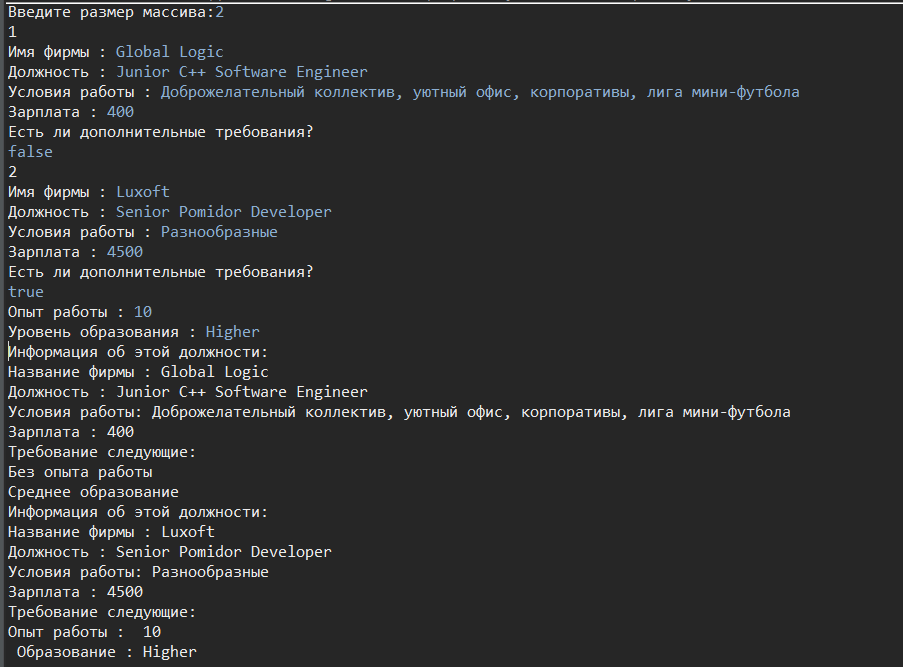 Введите размер массива:2
1
Имя фирмы : Global Logic
Должность : Junior C++ Software Engineer
Условия работы : Доброжелательный коллектив, уютный офис, корпоративы, лига мини-футбола
Зарплата : 400
Есть ли дополнительные требования?
false
2
Имя фирмы : Luxoft
Должность : Senior Pomidor Developer
Условия работы : Разнообразные
Зарплата : 4500
Есть ли дополнительные требования?
true
Опыт работы : 10
Уровень образования : Higher
Информация об этой должности:
Название фирмы : Global Logic
Должность : Junior C++ Software Engineer
Условия работы: Доброжелательный коллектив, уютный офис, корпоративы, лига мини-футбола
Зарплата : 400
Требование следующие:
Без опыта работы
Среднее образование
Информация об этой должности:
Название фирмы : Luxoft
Должность : Senior Pomidor Developer
Условия работы: Разнообразные
Зарплата : 4500
Требование следующие:
Опыт работы :  10
 Образование : Higher